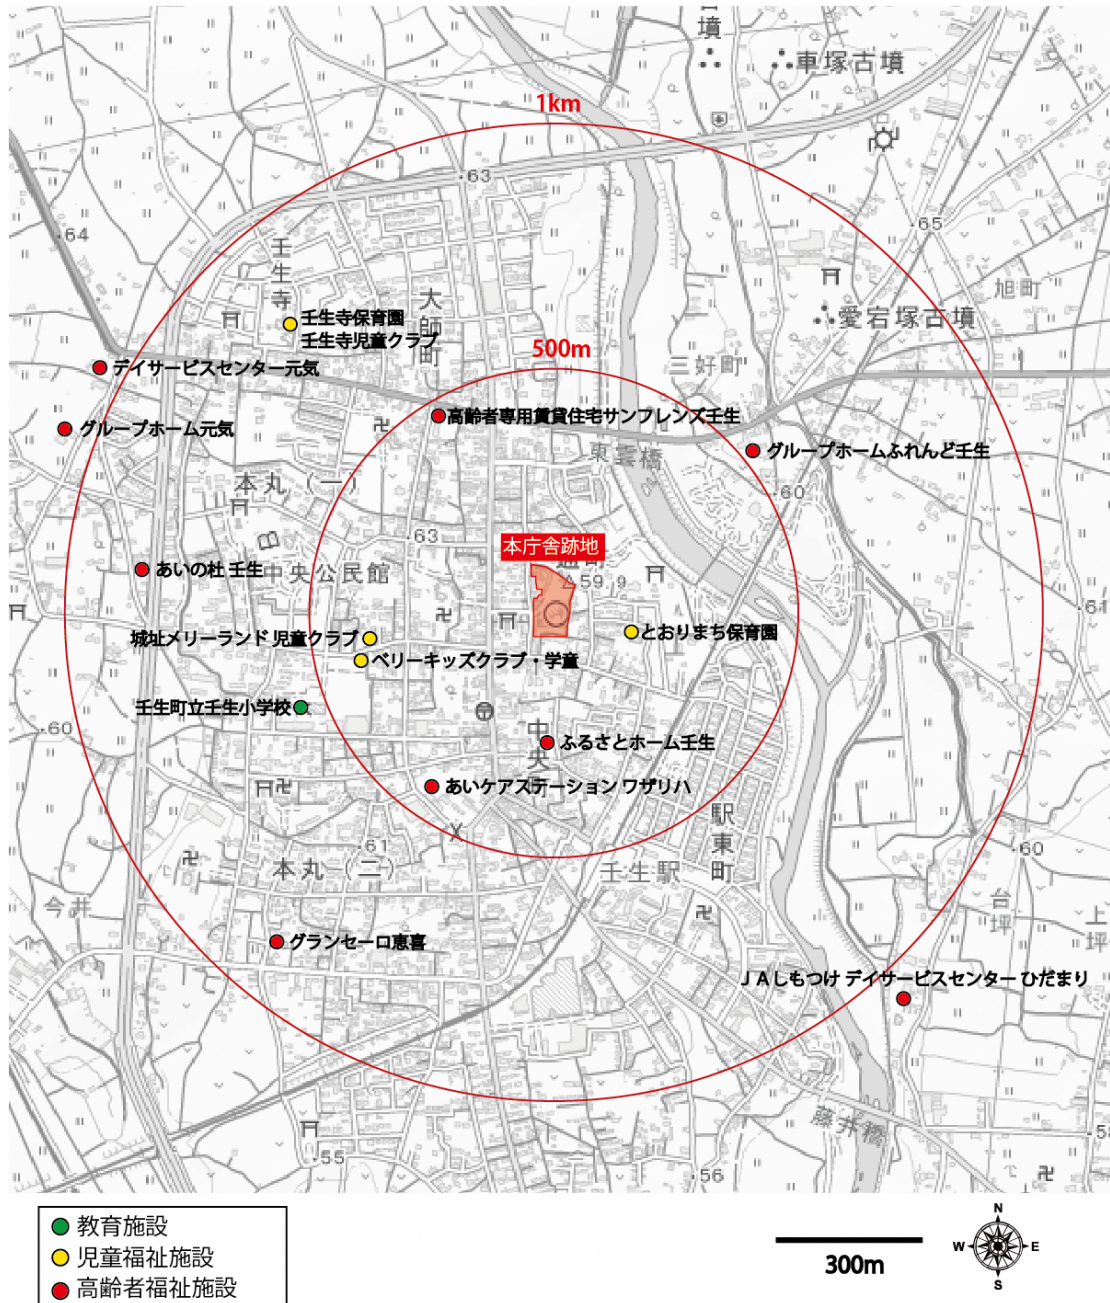 古墳
車塚古墳
1km
63
64
65
壬生寺
大師町
旭町
壬生寺保育園
壬生寺児童クラブ
愛宕塚古墳
500m
三好町
デイサービスセンター元気
高齢者専用賃貸住宅サンフレンズ壬生
グループホーム元気
東雲橋
グループホームふれんど壬生
本丸(一)
60
63
本庁舎跡地
通町
59.9
あいの杜 壬生
中央公民館
61
城址メリーランド 児童クラブ
とおりまち保育園
ベリーキッズクラブ・学童
壬生町立壬生小学校
60
中央町
ふるさとホーム壬生
あいケアステーション ワザリハ
駅東町
61
60
本丸(二)
壬生駅
今井
台坪
上坪
グランセーロ恵喜
JAしもつけ デイサービスセンター ひだまり
藤井橋
55
56
教育施設
児童福祉施設
高齢者福祉施設
300m
N
W
E
S